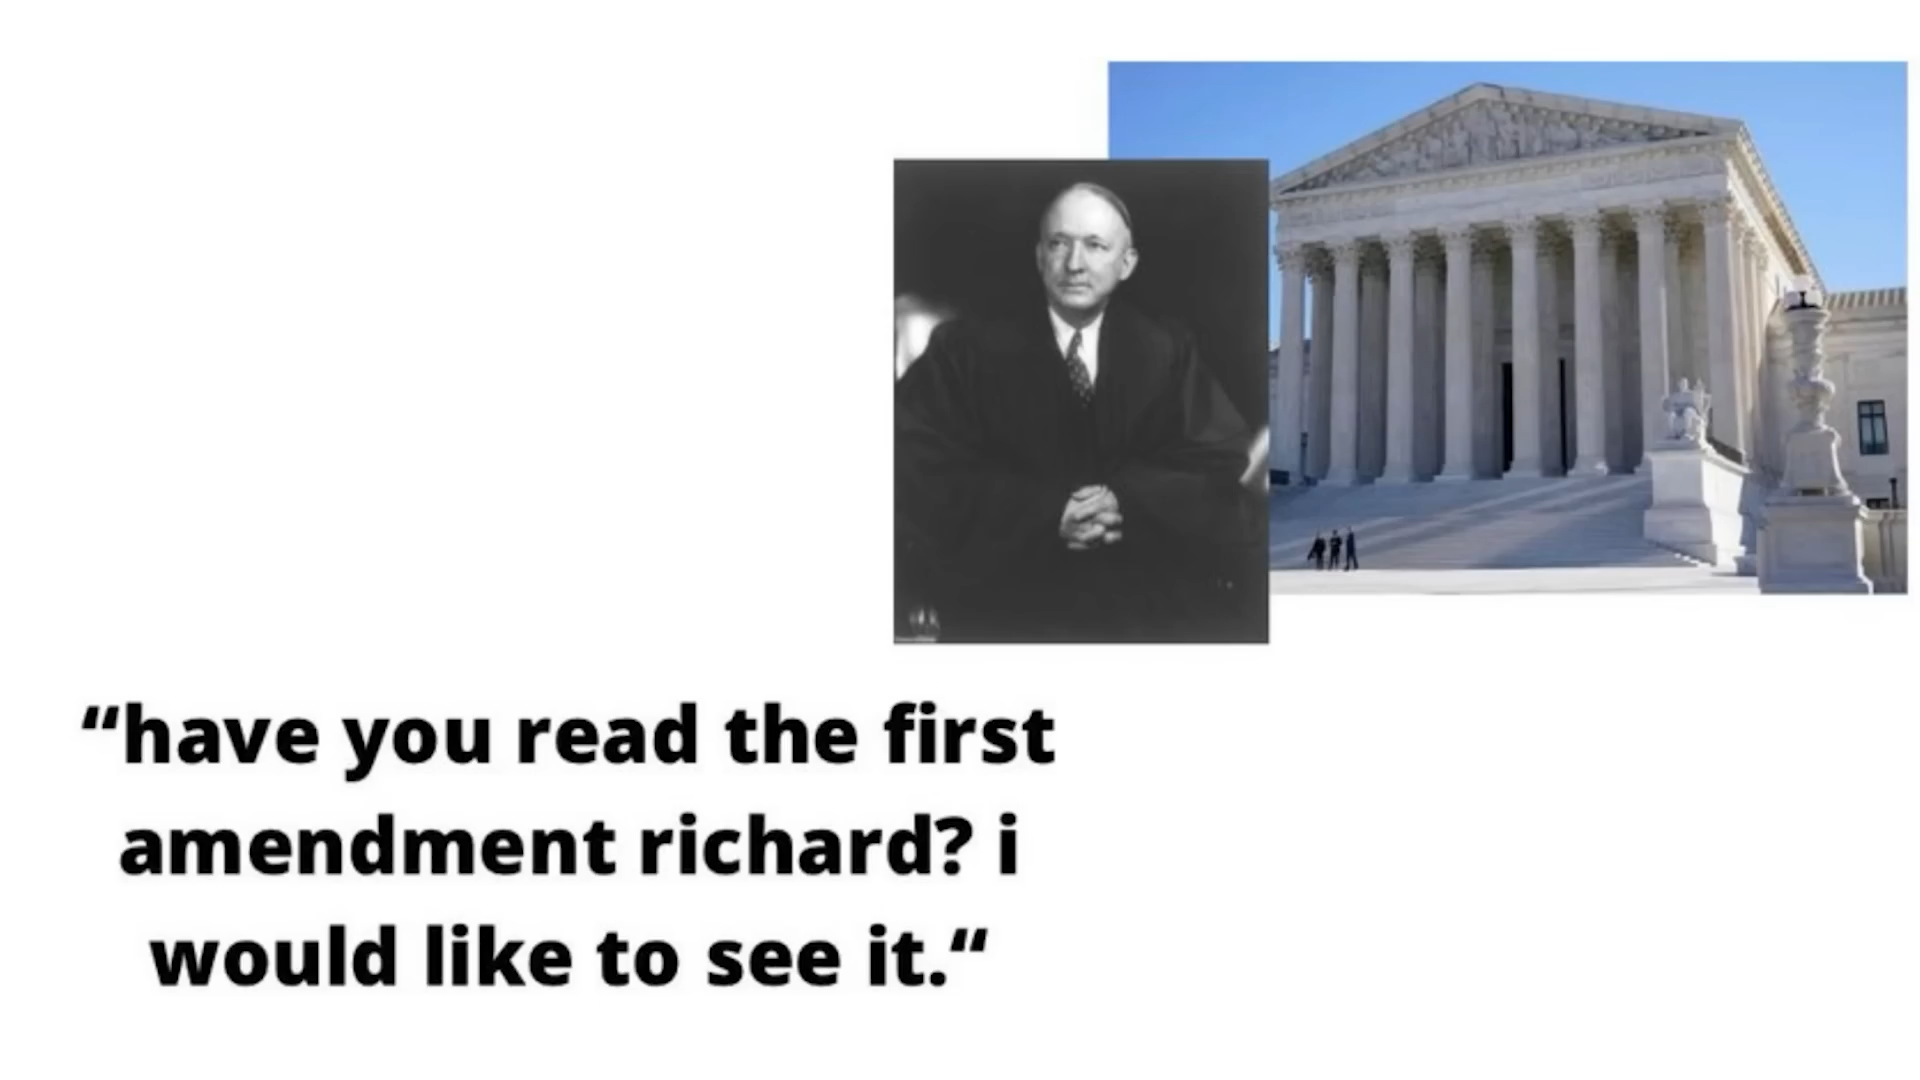 “have you read the first
amendment richard? i
would like to see it.“